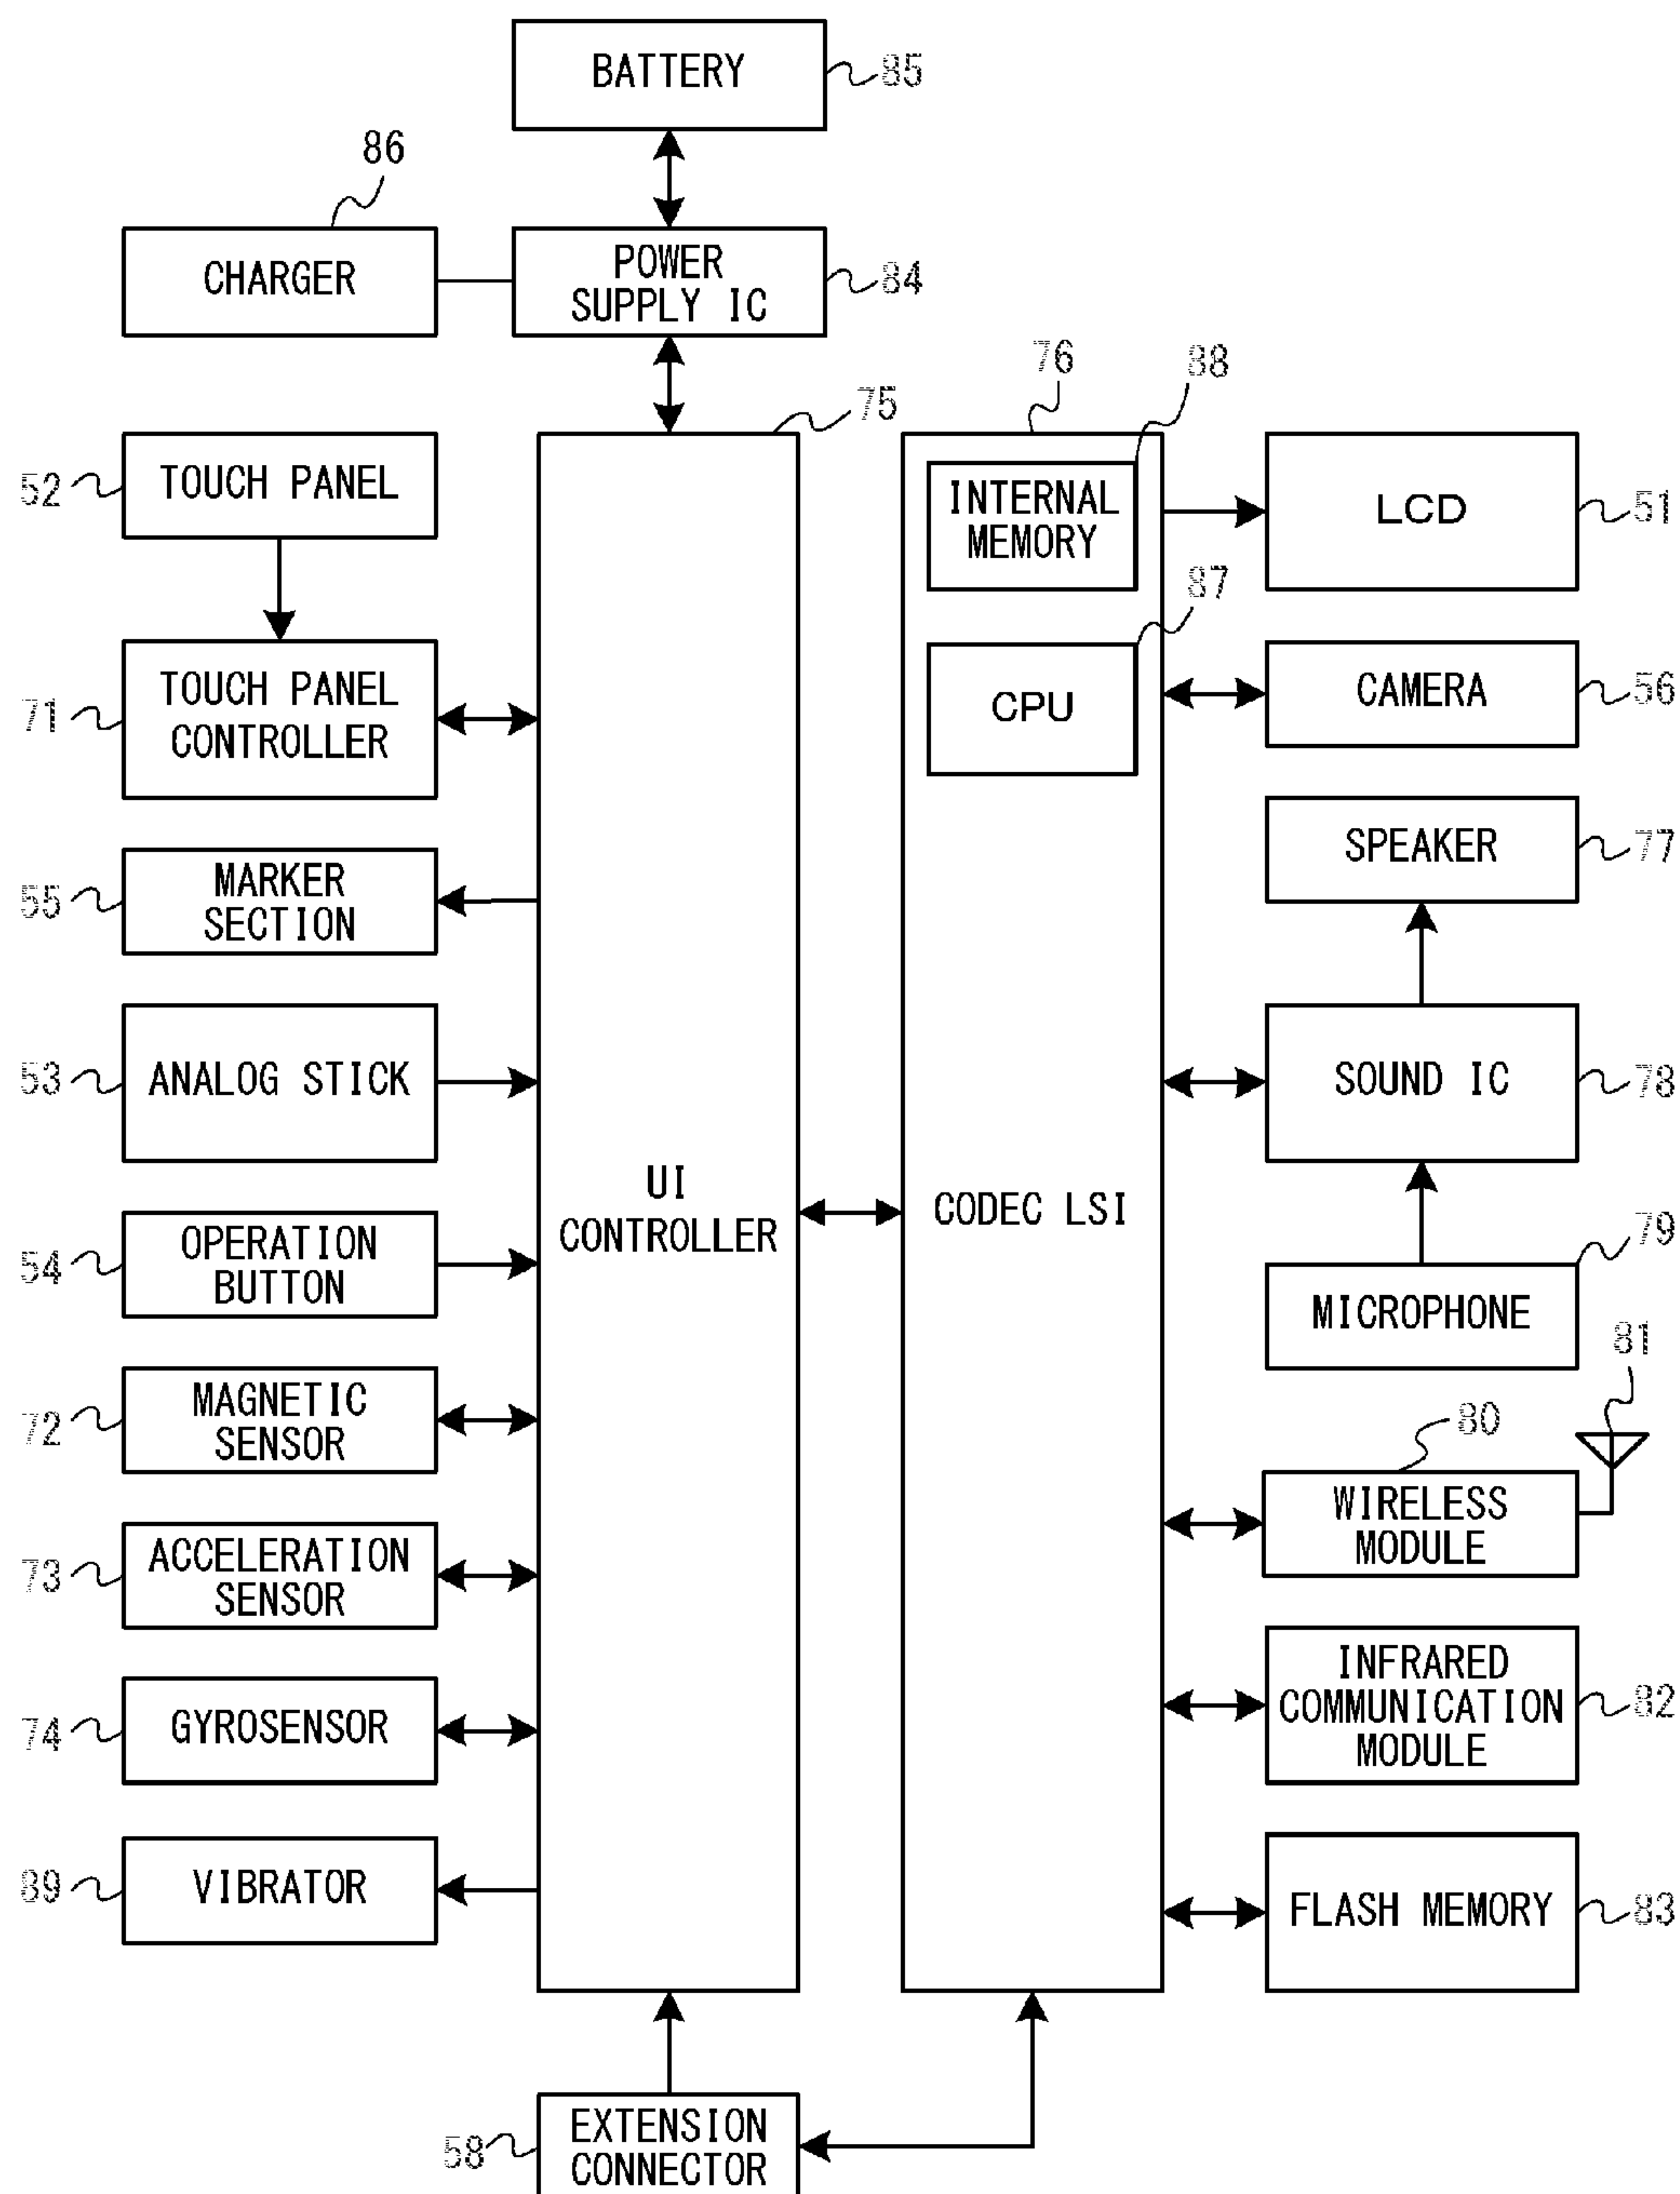 BATTERY
85
86
CHARGER
POWER
SUPPLY IC
84
75
76
88
52
TOUCH PANEL
INTERNAL
MEMORY
LCD
51
87
71
TOUCH PANEL
CONTROLLER
CPU
CAMERA
56
SPEAKER
77
55
MARKER
SECTION
53
ANALOG STICK
SOUND IC
78
UI
CONTROLLER
CODEC LSI
54
OPERATION
BUTTON
79
MICROPHONE
81
72
MAGNETIC
SENSOR
80
WIRELESS
MODULE
73
ACCELERATION
SENSOR
INFRARED
COMMUNICATION
MODULE
82
74
GYROSENSOR
89
VIBRATOR
FLASH MEMORY
83
58
EXTENSION
CONNECTOR